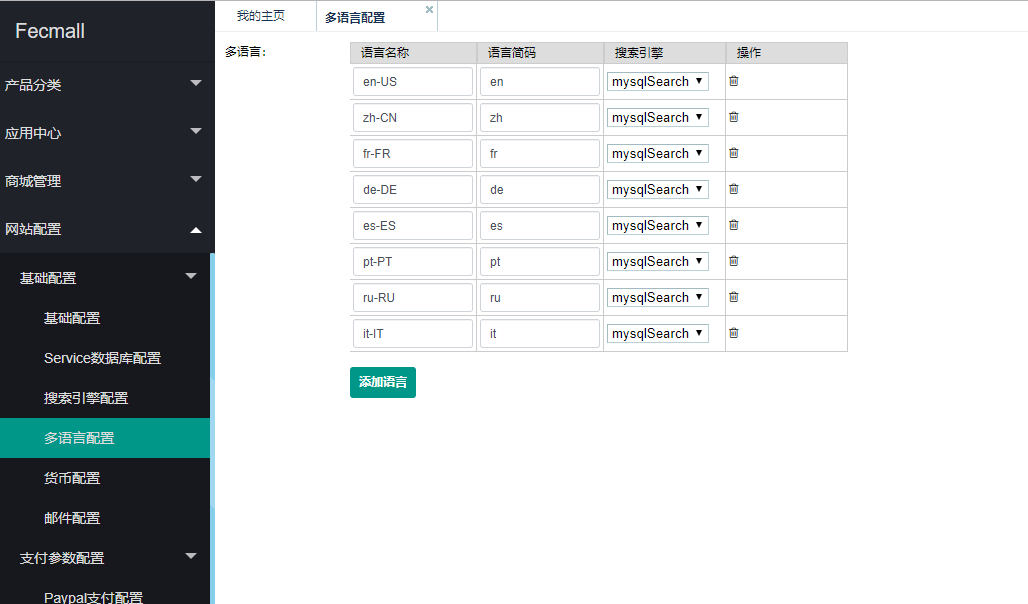 Fecmall
产品分类
应用中心
商城管理
网站配置
基础配置
基础配置
Service数据库配置
搜索引擎配置
多语言配置
货币配置
邮件配置
支付参数配置
Paypal支付配置
我的主页 多语言配置
多语言：
语言名称 语言简码 搜索引擎 操作
en-US en mysqlSearch
zh-CN zh mysqlSearch
fr-FR fr mysqlSearch
de-DE de mysqlSearch
es-ES es mysqlSearch
pt-PT pt mysqlSearch
ru-RU ru mysqlSearch
it-IT it mysqlSearch
添加语言